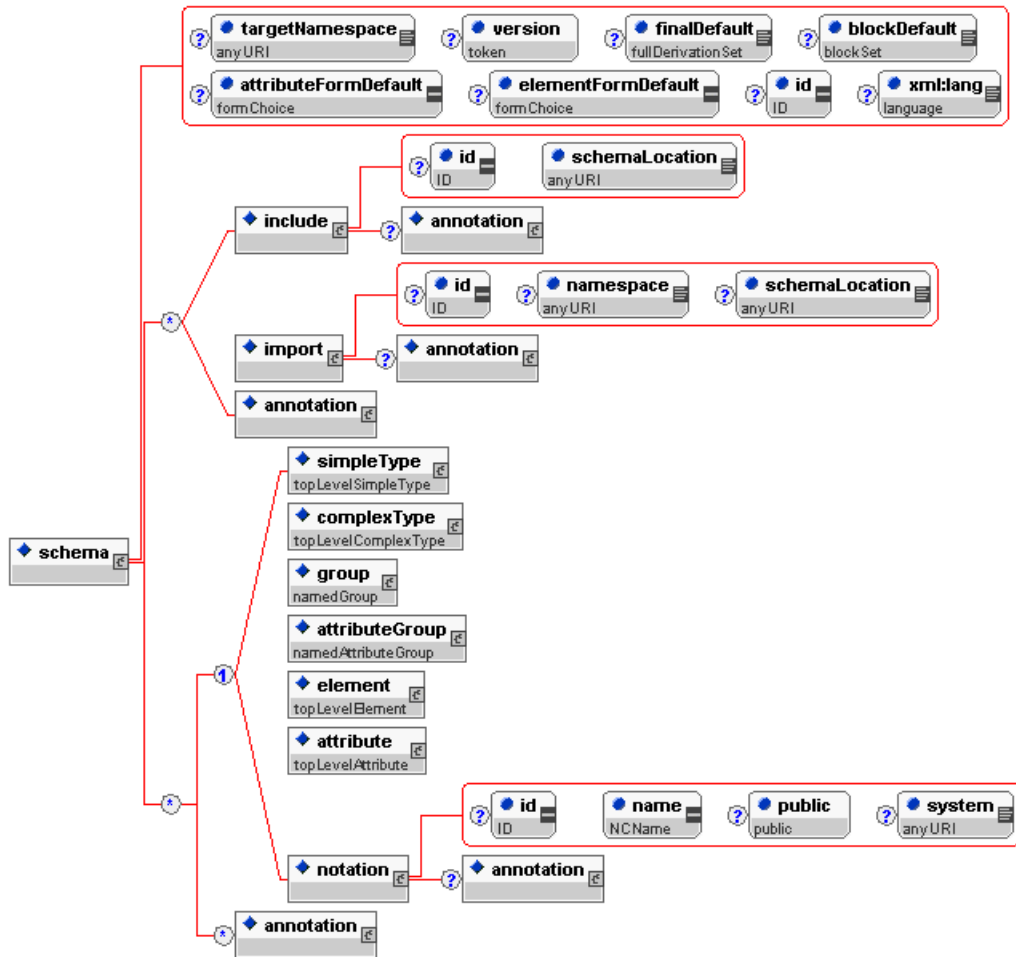 ? targetNamespace ? version ? finalDefault ? blockDefault
anyURI token fullDerivationSet blockSet
? attributeFormDefault ? elementFormDefault ? id ? xml:lang
formChoice formChoice ID language
? id schemaLocation
ID anyURI
include ? annotation
? id ? namespace ? schemaLocation
ID anyURI anyURI
*
import ? annotation
annotation
simpleType
topLevelSimpleType
complexType
topLevelComplexType
schema
group
namedGroup
attributeGroup
namedAttributeGroup
1
element
topLevelElement
attribute
topLevelAttribute
*
? id name ? public ? system
ID NCName public anyURI
notation ? annotation
* annotation